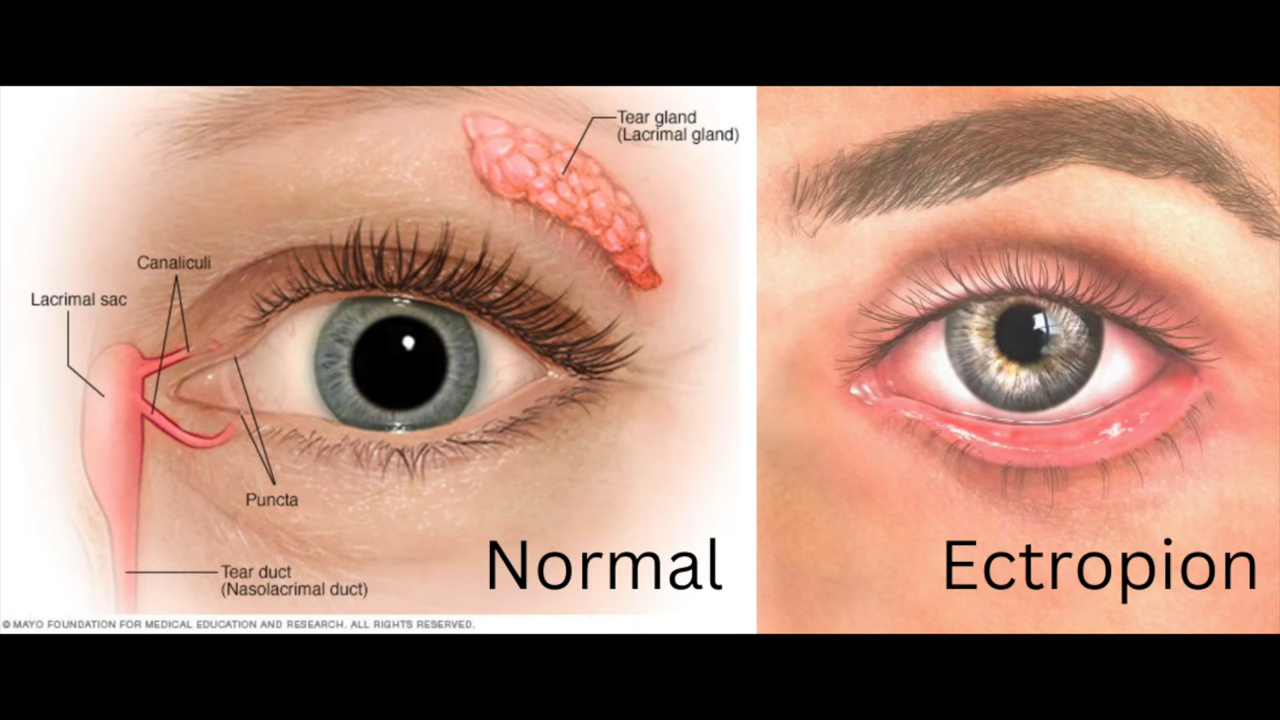 Tear gland
(Lacrimal gland)
Canaliculi
Lacrimal sac
Puncta
Normal
Ectropion
Tear duct
(Nasolacrimal duct)
© MAYO FOUNDATION FOR MEDICAL EDUCATION AND RESEARCH. ALL RIGHTS RESERVED.